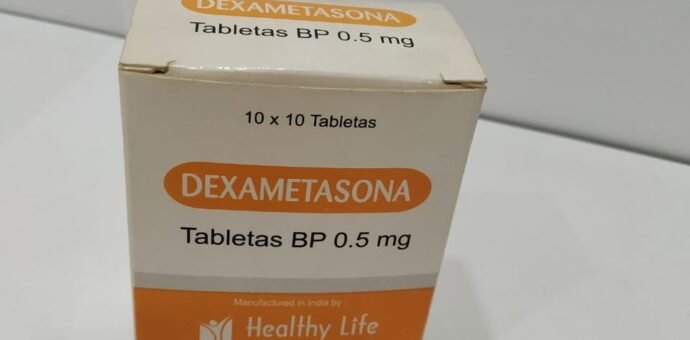 DEXAMETASONA
Tabletas BP 0.5 mg
10 x 10 Tabletas
DEXAMETASONA
Tabletas BP 0.5 mg
Manufactured in India by :
Healthy Life